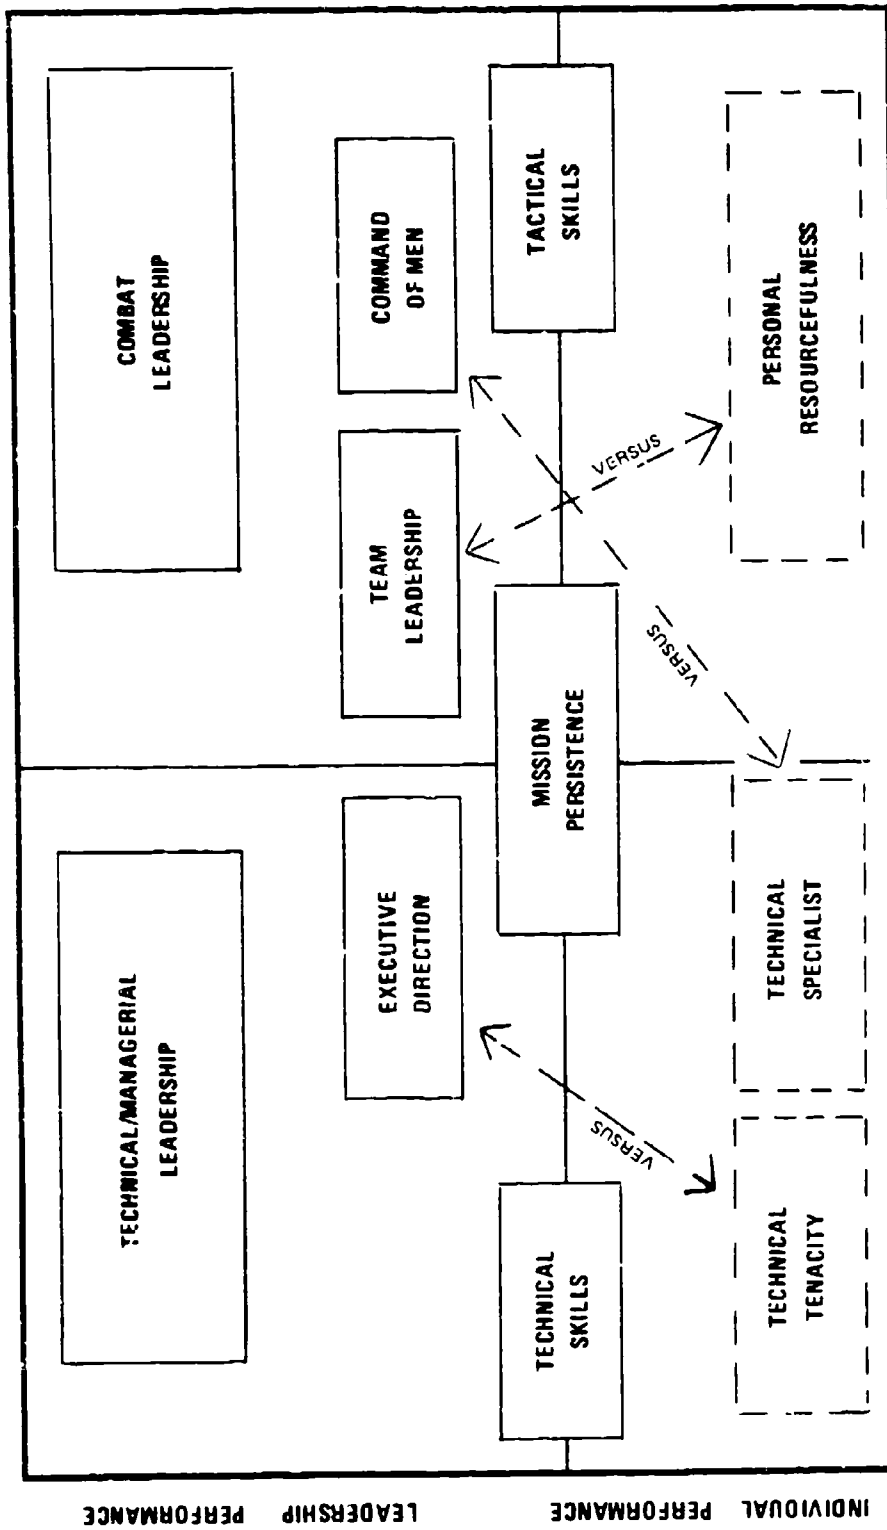 TECHNICAL/MANAGERIAL
LEADERSHIP
COMBAT
LEADERSHIP
EXECUTIVE
DIRECTION
TEAM
LEADERSHIP
COMMAND
OF MEN
TECHNICAL
SKILLS
MISSION
PERSISTENCE
TACTICAL
SKILLS
VERSUS
VERSUS
VERSUS
TECHNICAL
TENACITY
TECHNICAL
SPECIALIST
PERSONAL
RESOURCEFULNESS
LEADERSHIP PERFORMANCE
INDIVIDUAL PERFORMANCE